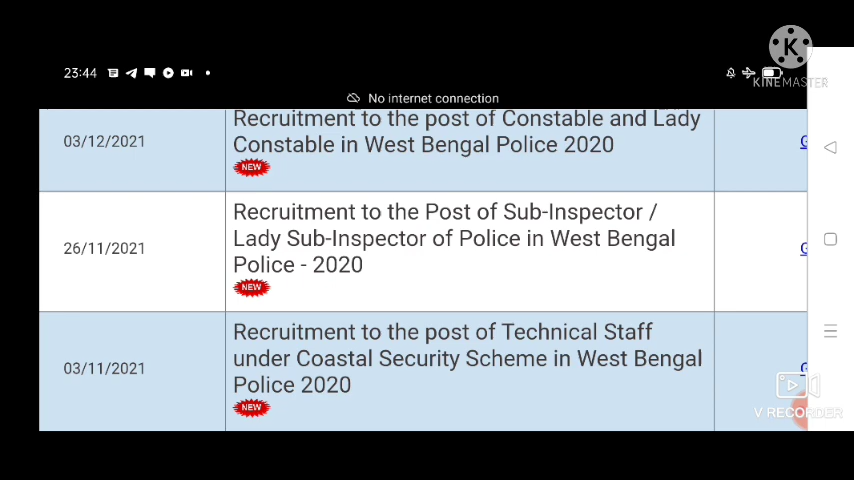 23:44
KINEMASTER
No internet connection
03/12/2021
Recruitment to the post of Constable and Lady
Constable in West Bengal Police 2020
NEW
26/11/2021
Recruitment to the Post of Sub-Inspector /
Lady Sub-Inspector of Police in West Bengal
Police - 2020
NEW
03/11/2021
Recruitment to the post of Technical Staff
under Coastal Security Scheme in West Bengal
Police 2020
NEW
V RECORDER